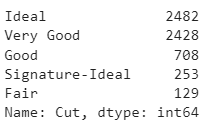 Ideal              2482
Very Good          2428
Good                708
Signature-Ideal     253
Fair                129
Name: Cut, dtype: int64